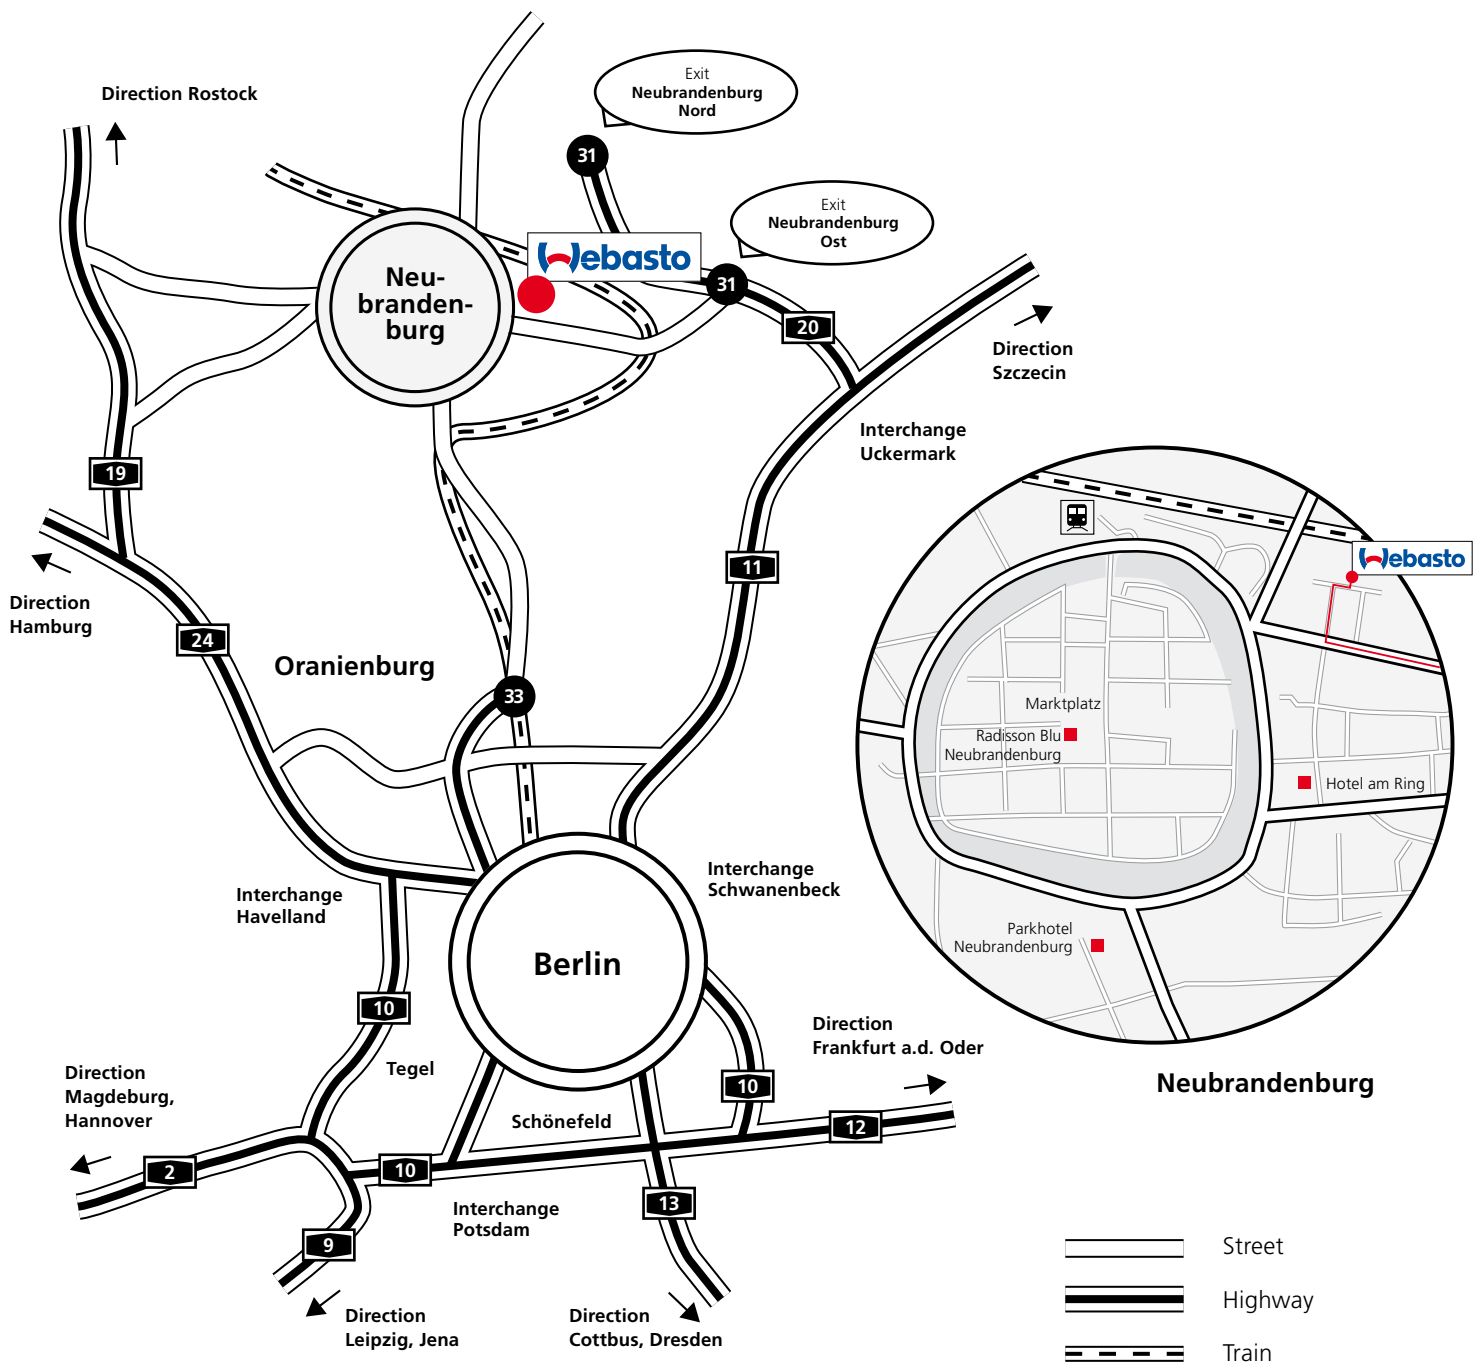 Exit
Neubrandenburg
Nord
Direction Rostock
31
Exit
Neubrandenburg
Ost
Webasto
Neu-
branden-
burg
31
20
Direction
Szczecin
Interchange
Uckermark
19
Direction
Hamburg
24
11
Oranienburg
33
Webasto
Marktplatz
Radisson Blu
Neubrandenburg
Hotel am Ring
Parkhotel
Neubrandenburg
Neubrandenburg
Interchange
Havelland
Interchange
Schwanenbeck
Berlin
10
Tegel
Direction
Frankfurt a.d. Oder
Direction
Magdeburg,
Hannover
10
Schönefeld
12
2
10
Interchange
Potsdam
13
9
Direction
Leipzig, Jena
Direction
Cottbus, Dresden
Street
Highway
Train